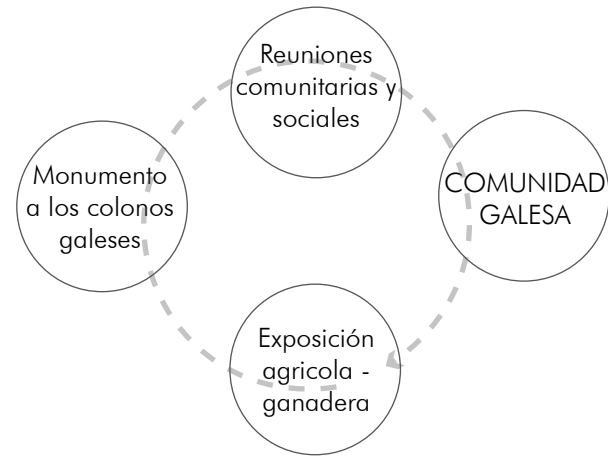 Reuniones
comunitarias y
sociales
Monumento
a los colonos
galeses
COMUNIDAD
GALESA
Exposición
agricola -
ganadera